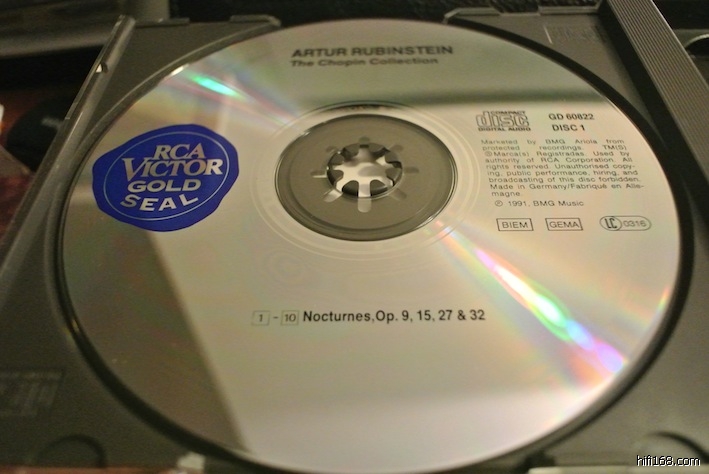 ARTUR RUBINSTEIN
The Chopin Collection
RCA
VICTOR
GOLD
SEAL
COMPACT
disc
DIGITAL AUDIO
GD 60822
DISC 1
Marketed by BMG Ariola from
protected recordings. TM(S)
® Marca(s) Registradas. Used by
authority of RCA Corporation. All
rights reserved. Unauthorised copy-
ing, public performance, hiring, and
broadcasting of this disc forbidden.
Made in Germany/Fabriqué en Alle-
magne
℗ 1991, BMG Music
BIEM
GEMA
LC 0316
1 - 10 Nocturnes, Op. 9, 15, 27 & 32
hifi168.com